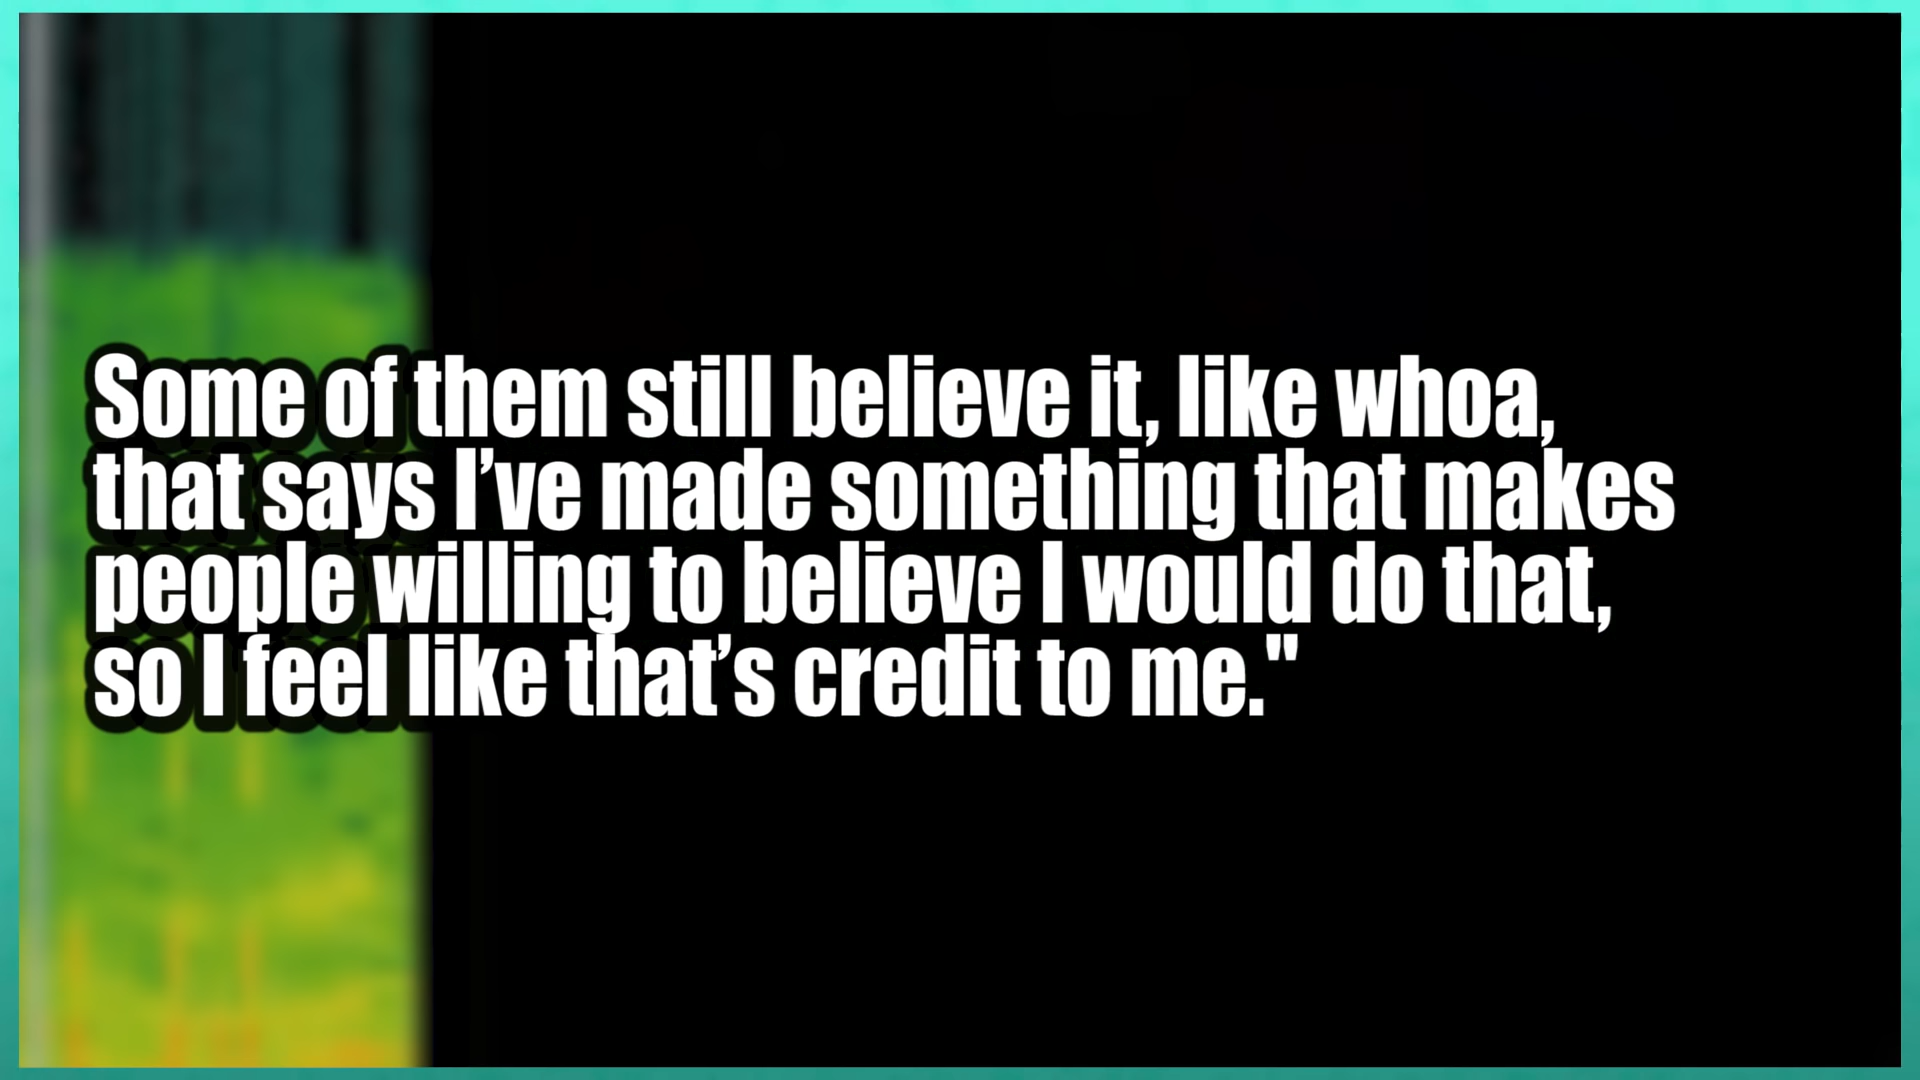 Some of them still believe it, like whoa,
that says I’ve made something that makes
people willing to believe I would do that,
so I feel like that’s credit to me."